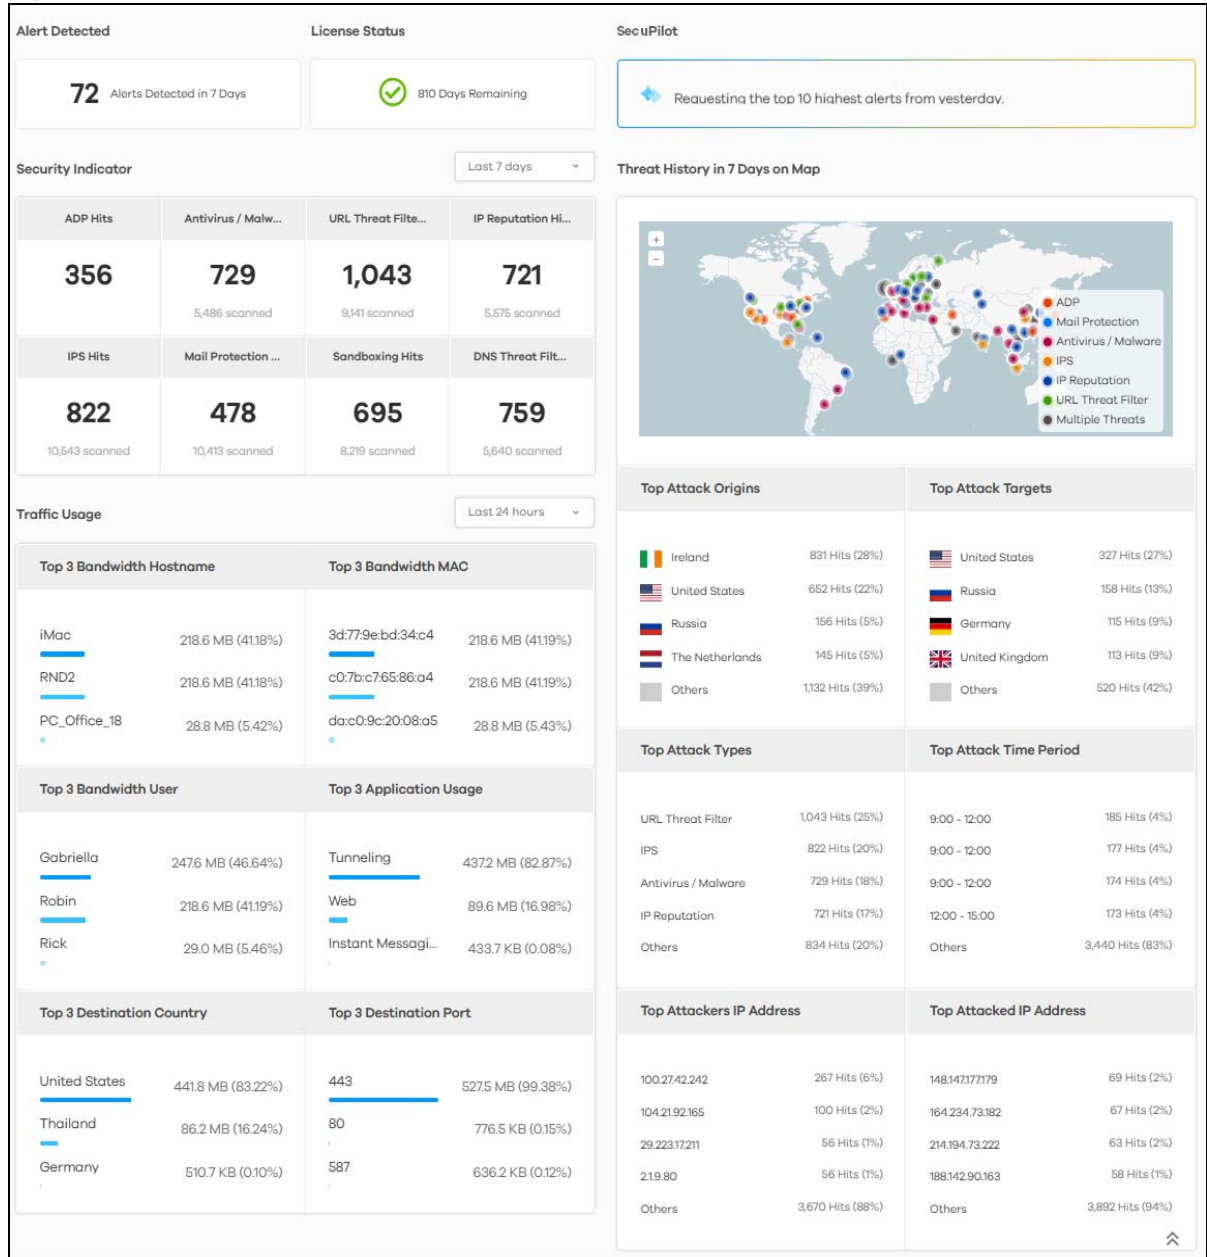 Alert Detected
72 Alerts Detected in 7 Days
License Status
810 Days Remaining
SecuPilot
Requesting the top 10 highest alerts from yesterday.
Security Indicator
Last 7 days
ADP Hits
Antivirus / Malw...
URL Threat Filte...
IP Reputation Hi...
356
729
1,043
721
5,486 scanned
9,141 scanned
5,575 scanned
IPS Hits
Mail Protection ...
Sandboxing Hits
DNS Threat Filt...
822
478
695
759
10,543 scanned
10,413 scanned
8,219 scanned
5,640 scanned
Traffic Usage
Last 24 hours
Top 3 Bandwidth Hostname
iMac 218.6 MB (41.18%)
RND2 218.6 MB (41.18%)
PC_Office_18 28.8 MB (5.42%)
Top 3 Bandwidth MAC
3d:77:9e:bd:34:c4 218.6 MB (41.19%)
c0:7b:c7:65:86:a4 218.6 MB (41.19%)
da:c0:9c:20:08:a5 28.8 MB (5.43%)
Top 3 Bandwidth User
Gabriella 247.6 MB (46.64%)
Robin 218.6 MB (41.19%)
Rick 29.0 MB (5.46%)
Top 3 Application Usage
Tunneling 437.2 MB (82.87%)
Web 89.6 MB (16.98%)
Instant Messagi... 433.7 KB (0.08%)
Top 3 Destination Country
United States 441.8 MB (83.22%)
Thailand 86.2 MB (16.24%)
Germany 510.7 KB (0.10%)
Top 3 Destination Port
443 527.5 MB (99.38%)
80 776.5 KB (0.15%)
587 636.2 KB (0.12%)
Threat History in 7 Days on Map
+
−
ADP
Mail Protection
Antivirus / Malware
IPS
IP Reputation
URL Threat Filter
Multiple Threats
Top Attack Origins
Ireland 831 Hits (28%)
United States 652 Hits (22%)
Russia 156 Hits (5%)
The Netherlands 145 Hits (5%)
Others 1,132 Hits (39%)
Top Attack Targets
United States 327 Hits (27%)
Russia 158 Hits (13%)
Germany 115 Hits (9%)
United Kingdom 113 Hits (9%)
Others 520 Hits (42%)
Top Attack Types
URL Threat Filter 1,043 Hits (25%)
IPS 822 Hits (20%)
Antivirus / Malware 729 Hits (18%)
IP Reputation 721 Hits (17%)
Others 834 Hits (20%)
Top Attack Time Period
9:00 - 12:00 185 Hits (4%)
9:00 - 12:00 177 Hits (4%)
9:00 - 12:00 174 Hits (4%)
12:00 - 15:00 173 Hits (4%)
Others 3,440 Hits (83%)
Top Attackers IP Address
100.27.42.242 267 Hits (6%)
104.21.92.165 100 Hits (2%)
29.223.17.211 56 Hits (1%)
2.1.9.80 56 Hits (1%)
Others 3,670 Hits (88%)
Top Attacked IP Address
148.147.177.179 69 Hits (2%)
164.234.73.182 67 Hits (2%)
214.194.73.222 63 Hits (2%)
188.142.90.163 58 Hits (1%)
Others 3,892 Hits (94%)